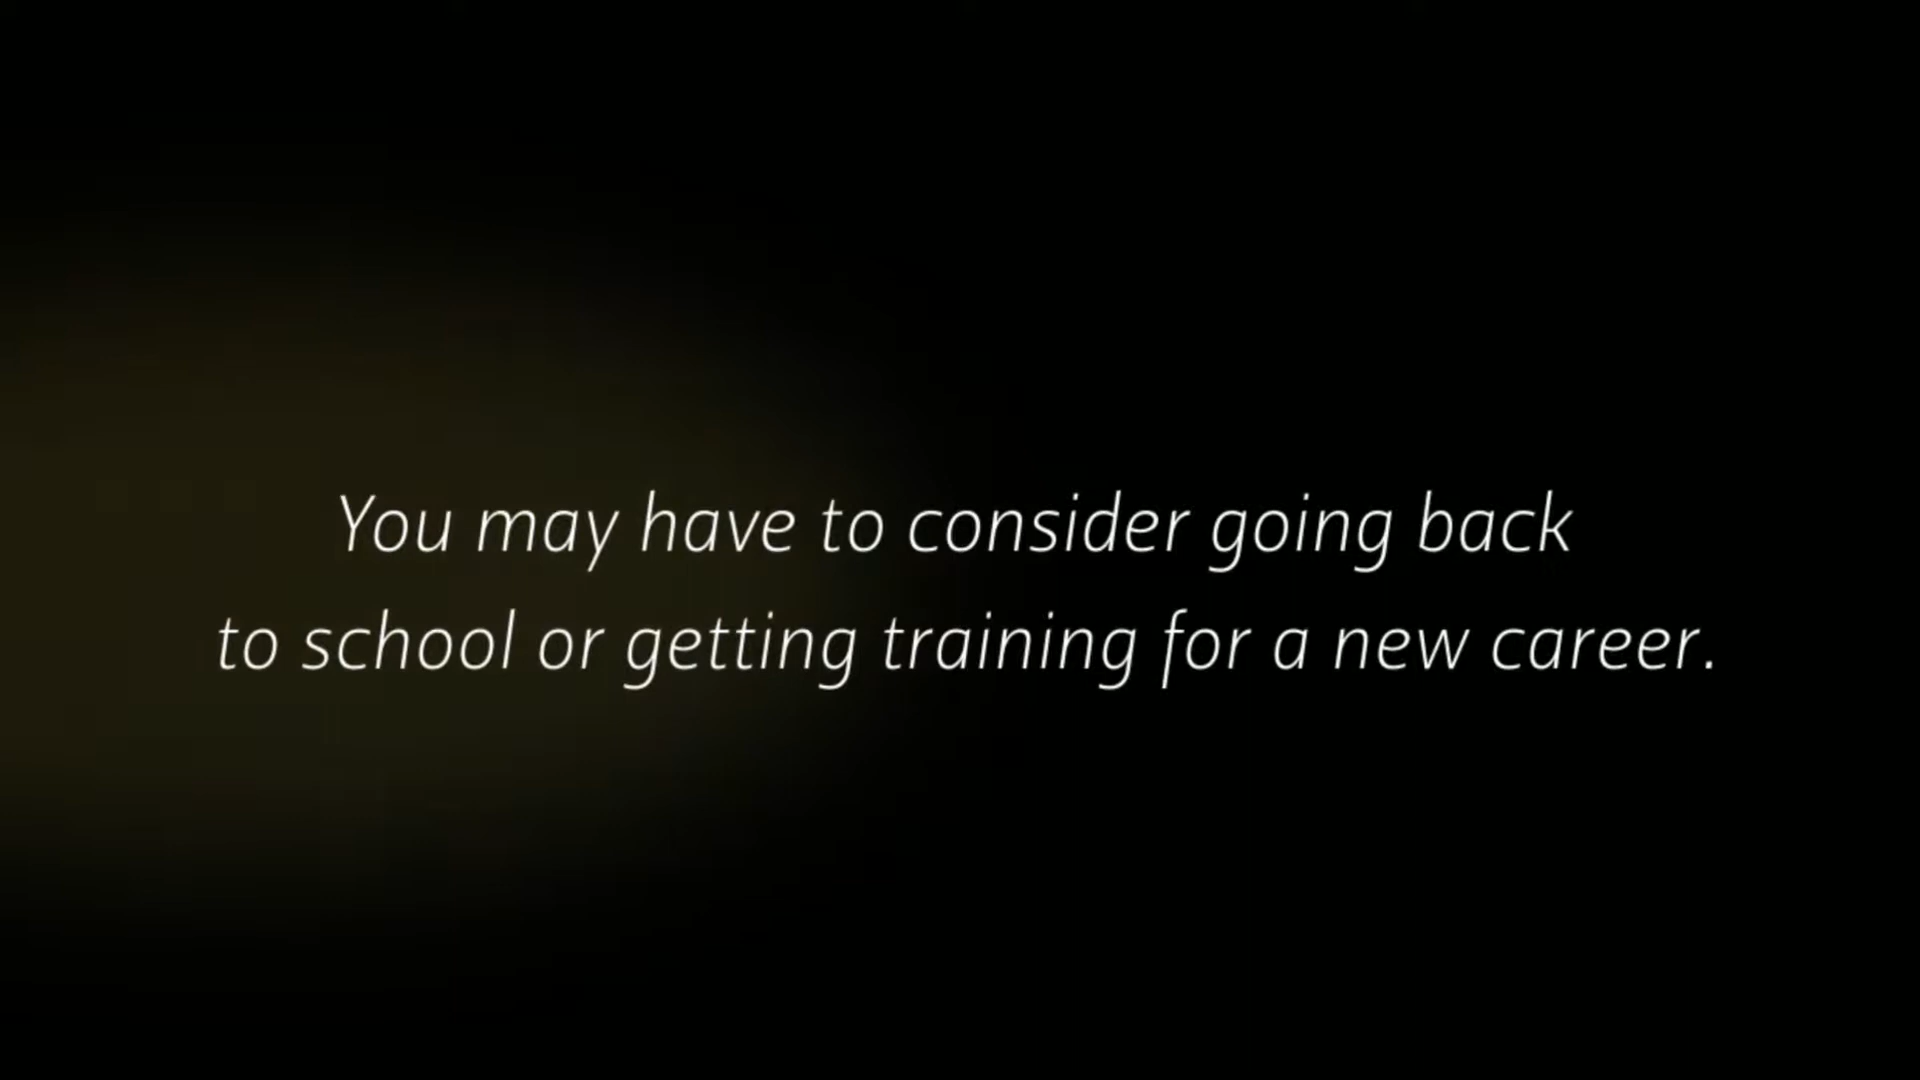 You may have to consider going back
to school or getting training for a new career.